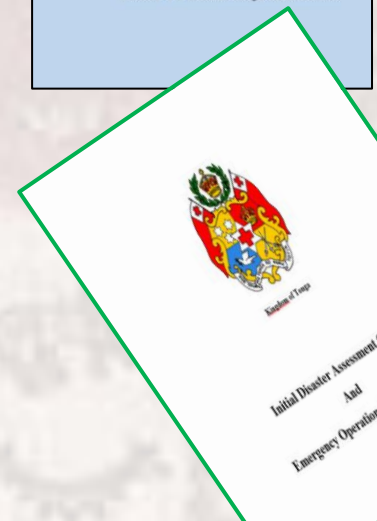 Kingdom of Tonga
Initial Disaster Assessment
And
Emergency Operation